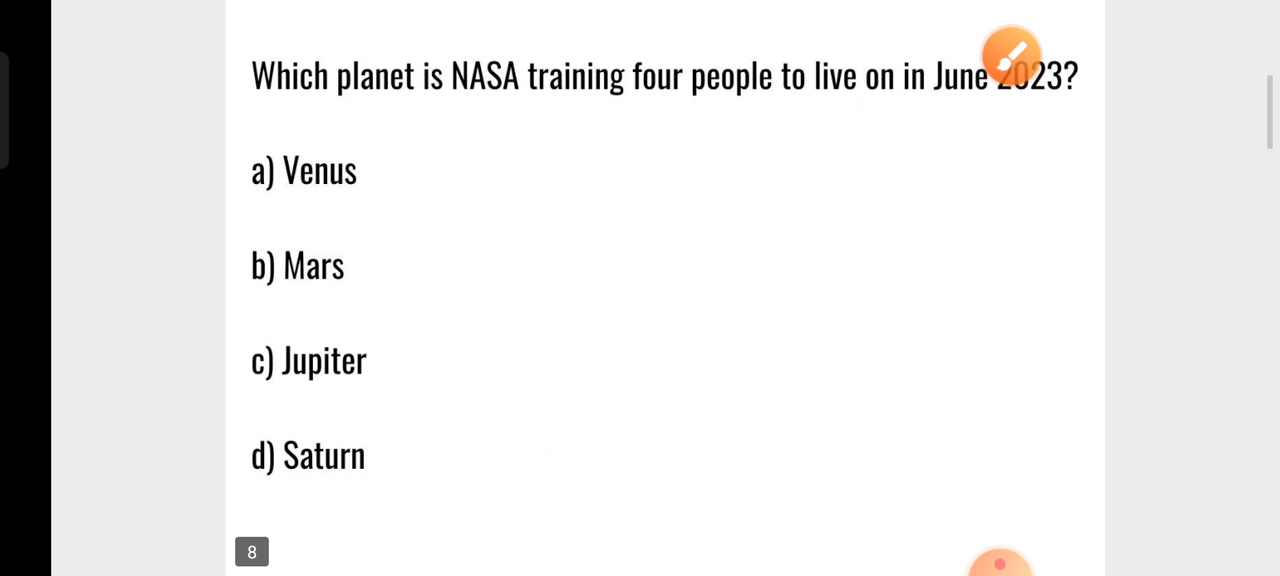 Which planet is NASA training four people to live on in June 2023?
a) Venus
b) Mars
c) Jupiter
d) Saturn
8